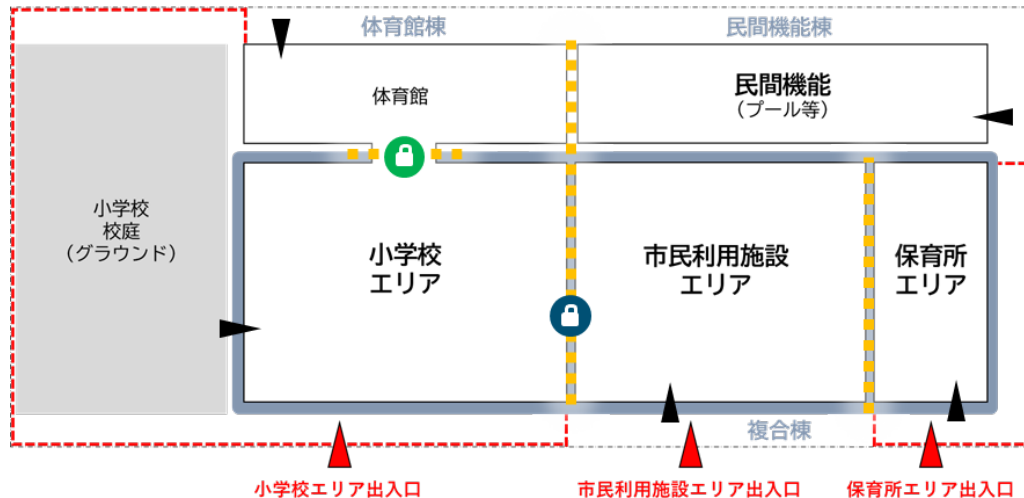 体育館棟
民間機能棟
体育館
民間機能
（プール等）
小学校
校庭
（グラウンド）
小学校
エリア
市民利用施設
エリア
保育所
エリア
複合棟
小学校エリア出入口
市民利用施設エリア出入口
保育所エリア出入口